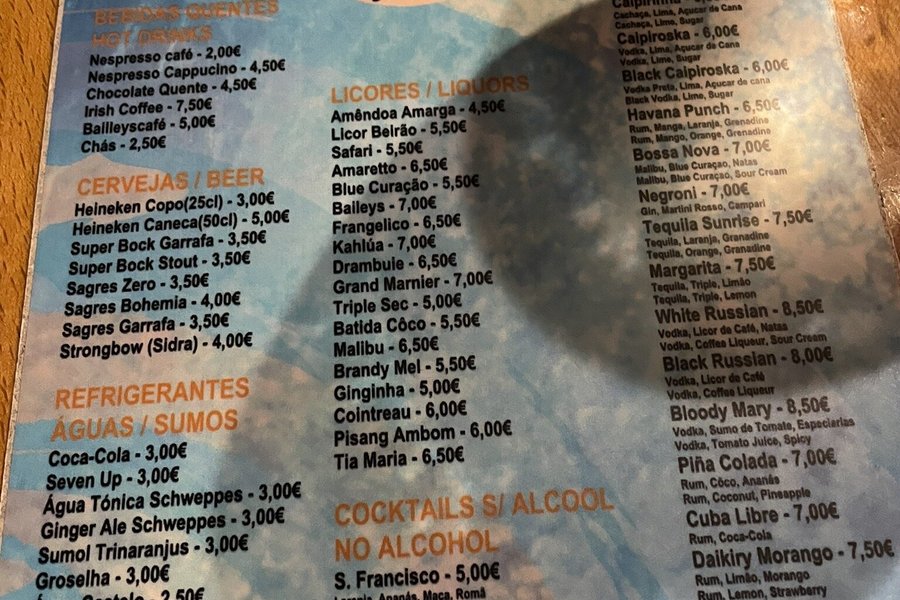 BEBIDAS QUENTES
HOT DRINKS
Nespresso café - 2,00€
Nespresso Cappucino - 4,50€
Chocolate Quente - 4,50€
Irish Coffee - 7,50€
Bailleyscafé - 5,00€
Chás - 2,50€
CERVEJAS / BEER
Heineken Copo(25cl) - 3,00€
Heineken Caneca(50cl) - 5,00€
Super Bock Garrafa - 3,50€
Super Bock Stout - 3,50€
Sagres Zero - 3,50€
Sagres Bohemia - 4,00€
Sagres Garrafa - 3,50€
Strongbow (Sidra) - 4,00€
REFRIGERANTES
ÁGUAS / SUMOS
Coca-Cola - 3,00€
Seven Up - 3,00€
Água Tónica Schweppes - 3,00€
Ginger Ale Schweppes - 3,00€
Sumol Trinaranjus - 3,00€
Groselha - 3,00€
Castelo - 2,50€
LICORES / LIQUORS
Amêndoa Amarga - 4,50€
Licor Beirão - 5,50€
Safari - 5,50€
Amaretto - 6,50€
Blue Curação - 5,50€
Baileys - 7,00€
Frangelico - 6,50€
Kahlúa - 7,00€
Drambuie - 6,50€
Grand Marnier - 7,00€
Triple Sec - 5,00€
Batida Côco - 5,50€
Malibu - 6,50€
Brandy Mel - 5,50€
Ginginha - 5,00€
Cointreau - 6,00€
Pisang Ambom - 6,00€
Tia Maria - 6,50€
COCKTAILS S/ ALCOOL
NO ALCOHOL
S. Francisco - 5,00€
Laranja, Ananás, Maça, Romã
Caipirinha
Cachaça, Lima, Açucar de Cana
Cachaça, Lime, Sugar
Caipiroska - 6,00€
Vodka, Lima, Açucar de Cana
Vodka, Lime, Sugar
Black Caipiroska - 6,00€
Vodka Preta, Lima, Açucar de cana
Black Vodka, Lime, Sugar
Havana Punch - 6,50€
Rum, Manga, Laranja, Grenadine
Rum, Mango, Orange, Grenadine
Bossa Nova - 7,00€
Malibu, Blue Curaçao, Natas
Malibu, Blue Curaçao, Sour Cream
Negroni - 7,00€
Gin, Martini Rosso, Campari
Tequila Sunrise - 7,50€
Tequila, Laranja, Granadine
Tequila, Orange, Granadine
Margarita - 7,50€
Tequila, Triple, Limão
Tequila, Triple, Lemon
White Russian - 8,50€
Vodka, Licor de Café, Natas
Vodka, Coffee Liqueur, Sour Cream
Black Russian - 8,00€
Vodka, Licor de Café
Vodka, Coffee Liqueur
Bloody Mary - 8,50€
Vodka, Sumo de Tomate, Especiarias
Vodka, Tomato Juice, Spicy
Piña Colada - 7,00€
Rum, Côco, Ananás
Rum, Coconut, Pineapple
Cuba Libre - 7,00€
Rum, Coca-Cola
Daikiry Morango - 7,50€
Rum, Limão, Morango
Rum, Lemon, Strawberry